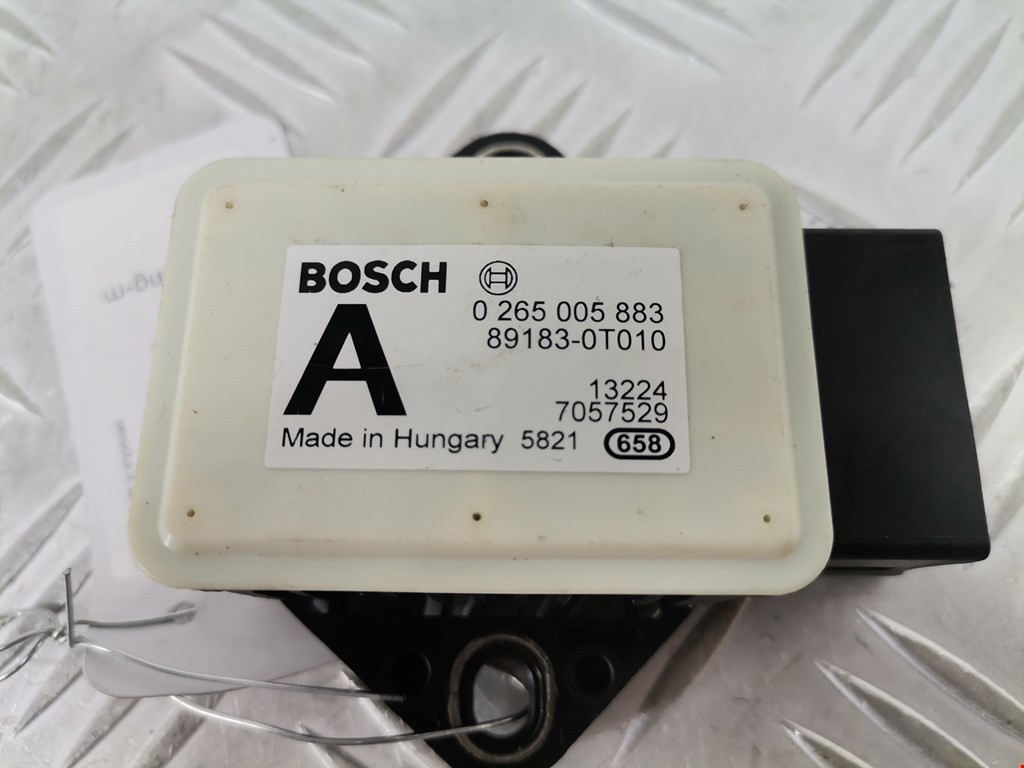 BOSCH
A
0 265 005 883
89183-0T010
13224
7057529
Made in Hungary 5821 658